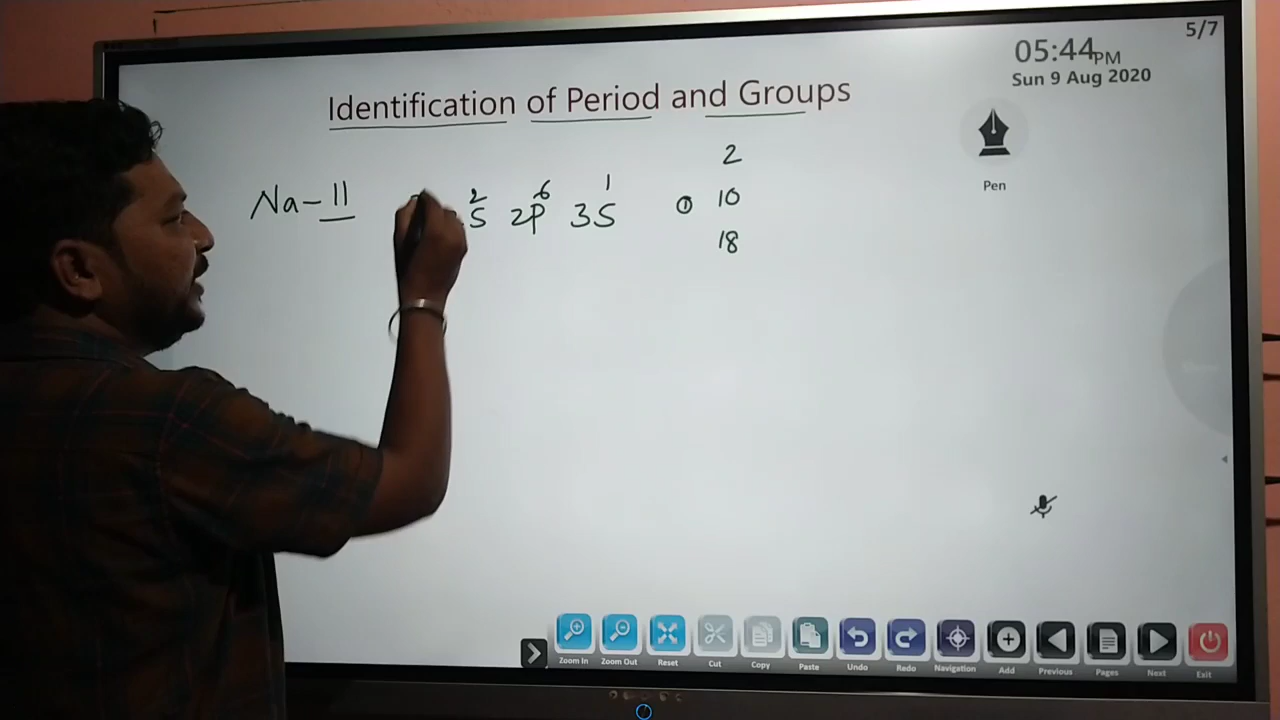 5/7
05:44PM
Sun 9 Aug 2020
Identification of Period and Groups
Pen
Na-11 S² 2P⁶ 3S¹ ①
2
10
18
Zoom In Zoom Out Reset Cut Copy Paste Undo Redo Navigation Add Previous Pages Next Exit